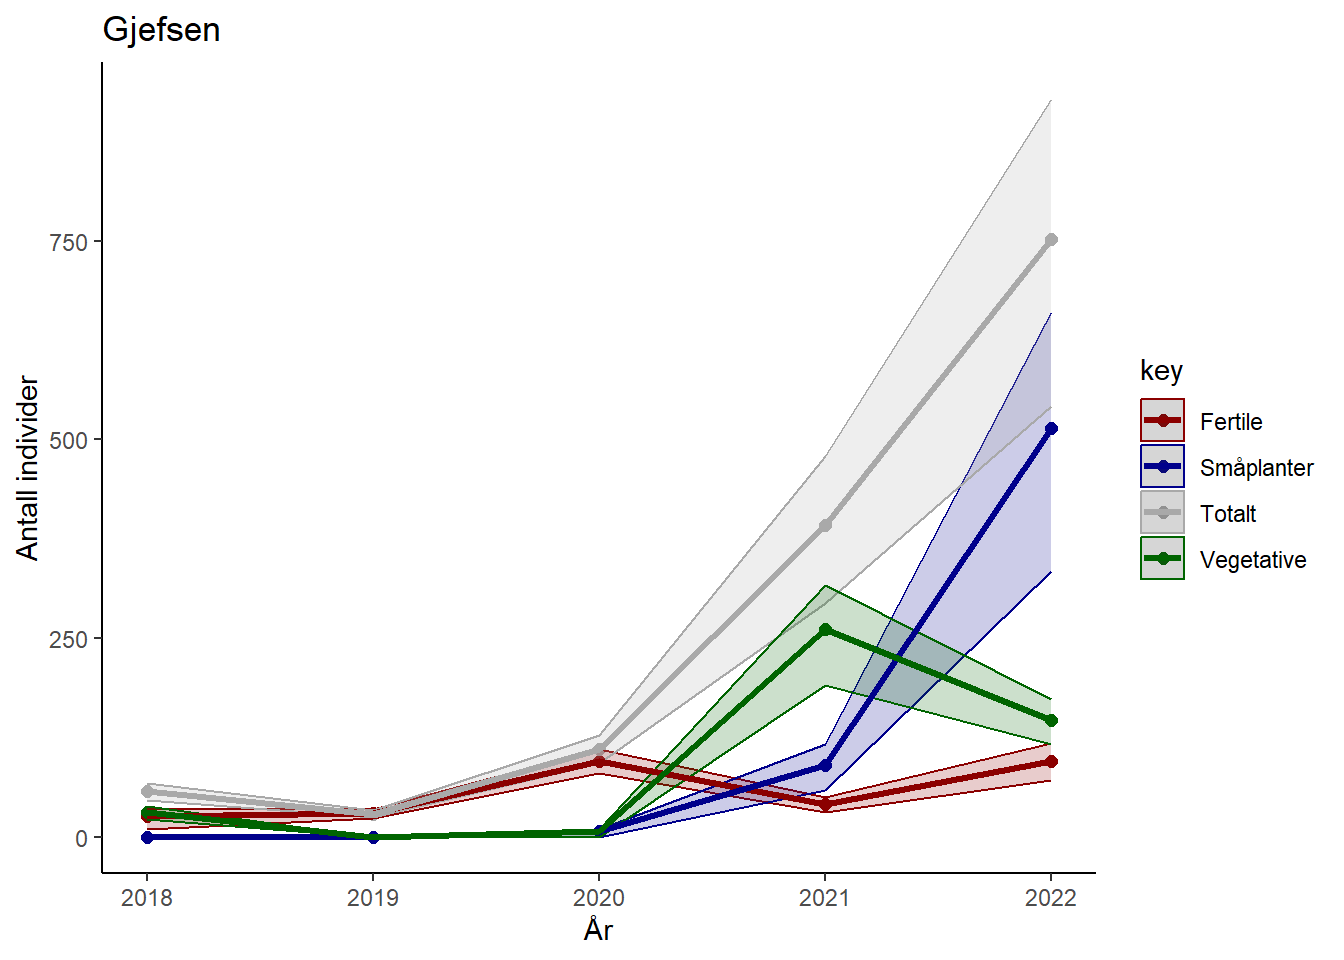 Gjefsen
Antall individer
750
500
250
0
2018 2019 2020 2021 2022
År
key
Fertile
Småplanter
Totalt
Vegetative